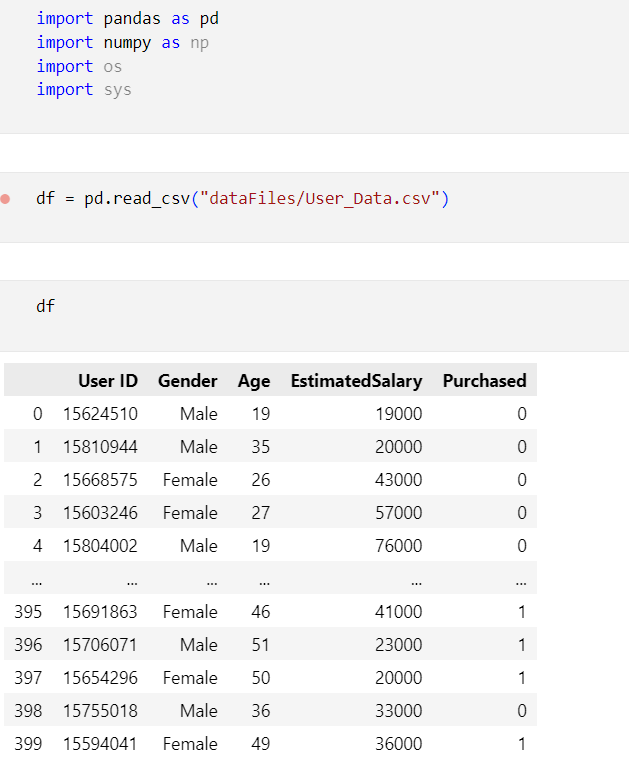 import pandas as pd
import numpy as np
import os
import sys
df = pd.read_csv("dataFiles/User_Data.csv")
df
User ID Gender Age EstimatedSalary Purchased
0 15624510 Male 19 19000 0
1 15810944 Male 35 20000 0
2 15668575 Female 26 43000 0
3 15603246 Female 27 57000 0
4 15804002 Male 19 76000 0
... ... ... ... ... ...
395 15691863 Female 46 41000 1
396 15706071 Male 51 23000 1
397 15654296 Female 50 20000 1
398 15755018 Male 36 33000 0
399 15594041 Female 49 36000 1